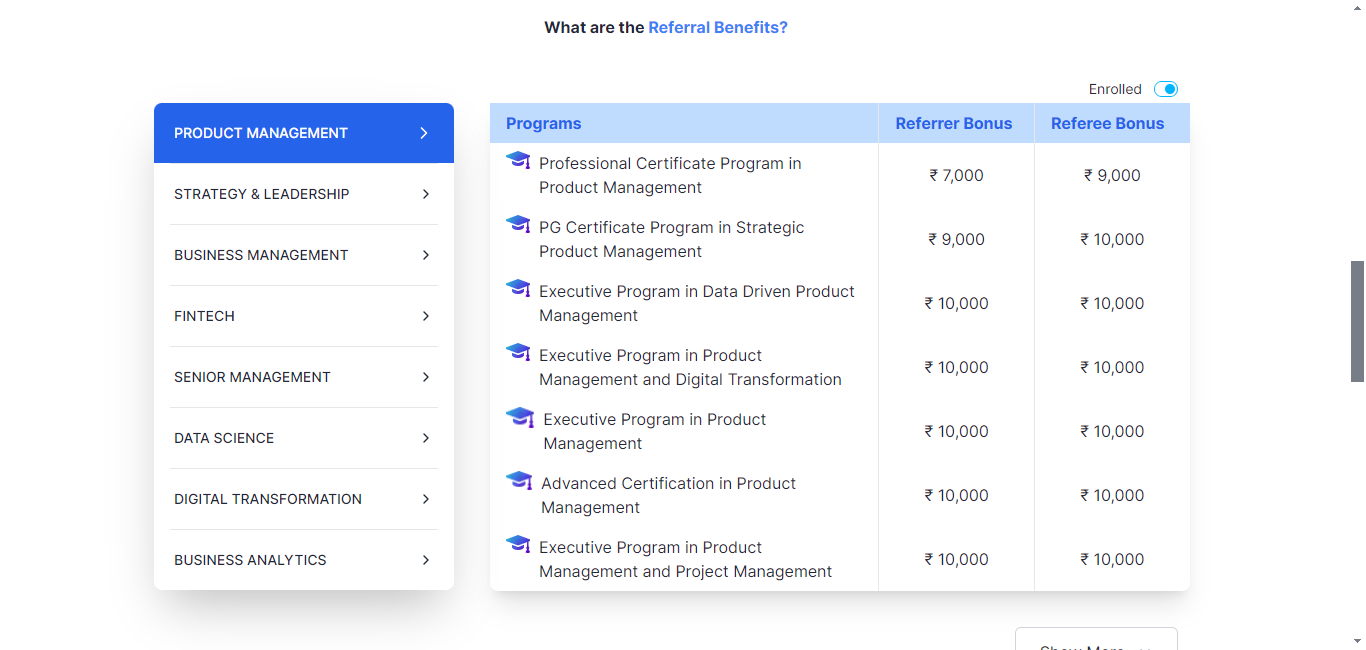 What are the Referral Benefits?
Enrolled
PRODUCT MANAGEMENT
STRATEGY & LEADERSHIP
BUSINESS MANAGEMENT
FINTECH
SENIOR MANAGEMENT
DATA SCIENCE
DIGITAL TRANSFORMATION
BUSINESS ANALYTICS
Programs Referrer Bonus Referee Bonus
Professional Certificate Program in
Product Management
₹ 7,000 ₹ 9,000
PG Certificate Program in Strategic
Product Management
₹ 9,000 ₹ 10,000
Executive Program in Data Driven Product
Management
₹ 10,000 ₹ 10,000
Executive Program in Product
Management and Digital Transformation
₹ 10,000 ₹ 10,000
Executive Program in Product
Management
₹ 10,000 ₹ 10,000
Advanced Certification in Product
Management
₹ 10,000 ₹ 10,000
Executive Program in Product
Management and Project Management
₹ 10,000 ₹ 10,000
Show More